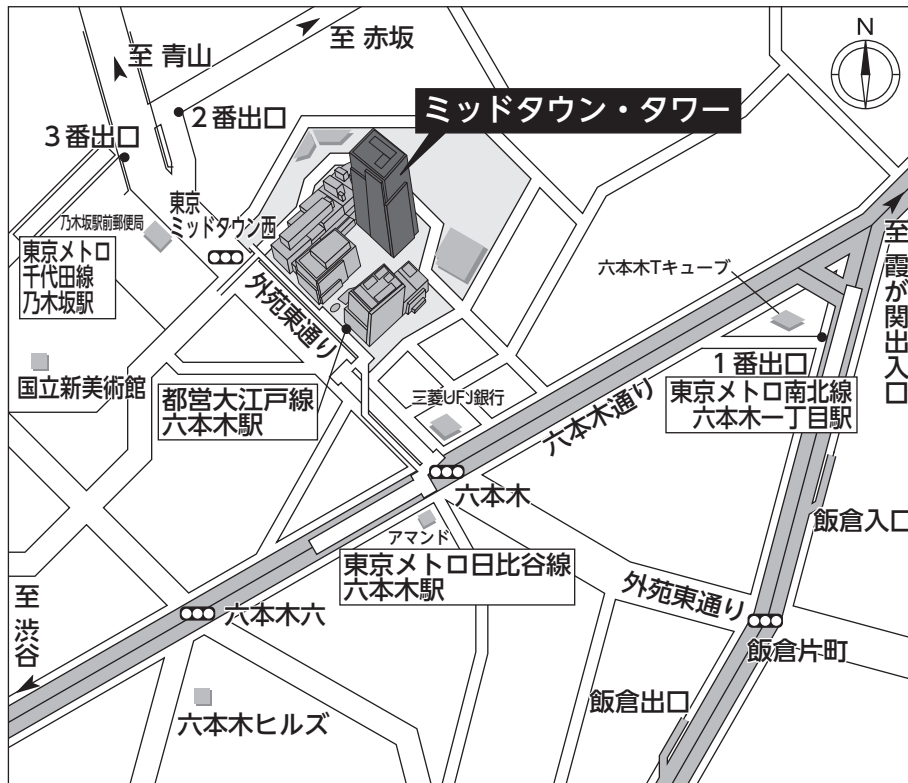 N
至 赤坂
至 青山
ミッドタウン・タワー
2番出口
3番出口
東京
ミッドタウン西
乃木坂駅前郵便局
東京メトロ
千代田線
乃木坂駅
外苑東通り
至 霞が関出入口
六本木Tキューブ
国立新美術館
都営大江戸線
六本木駅
三菱UFJ銀行
六本木通り
1番出口
東京メトロ南北線
六本木一丁目駅
六本木
飯倉入口
アマンド
東京メトロ日比谷線
六本木駅
外苑東通り
至 渋谷
六本木六
飯倉片町
飯倉出口
六本木ヒルズ